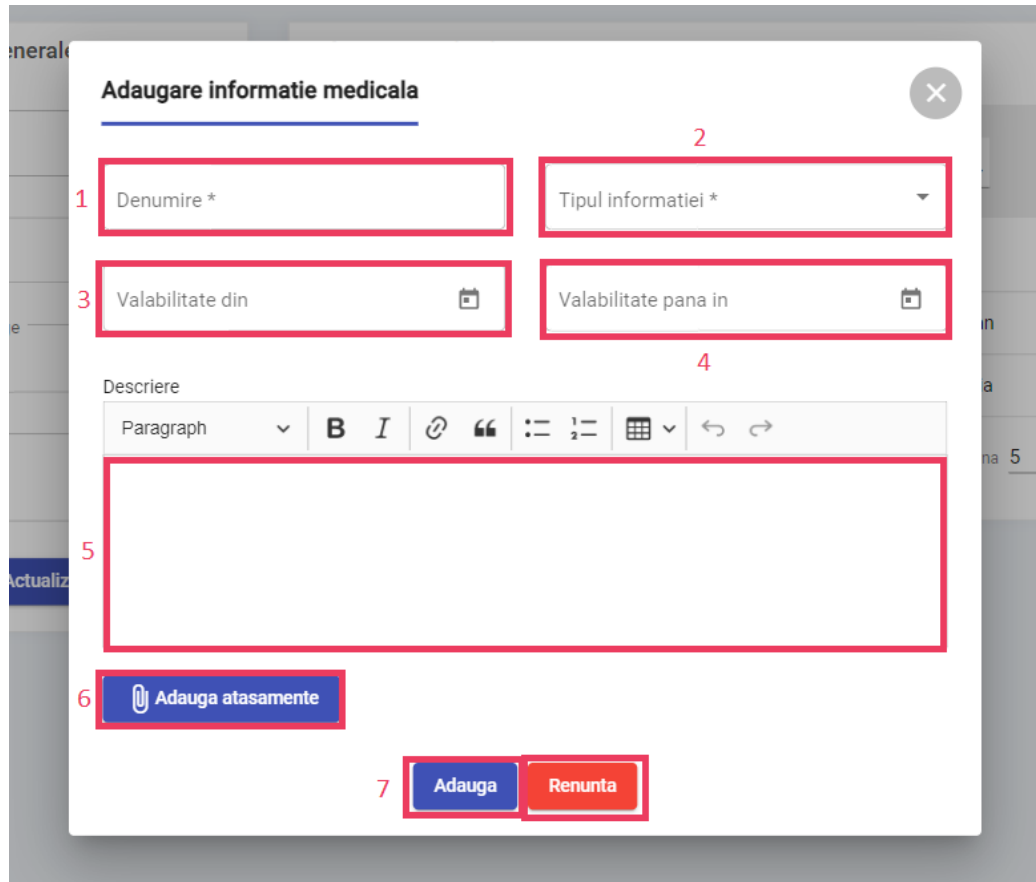 enerale
Adaugare informatie medicala
2
1 Denumire * Tipul informatiei *
3 Valabilitate din Valabilitate pana in
e an
4
Descriere
a
Paragraph B I
na 5
5
Actualiz
6 Adauga atasamente
7 Adauga Renunta